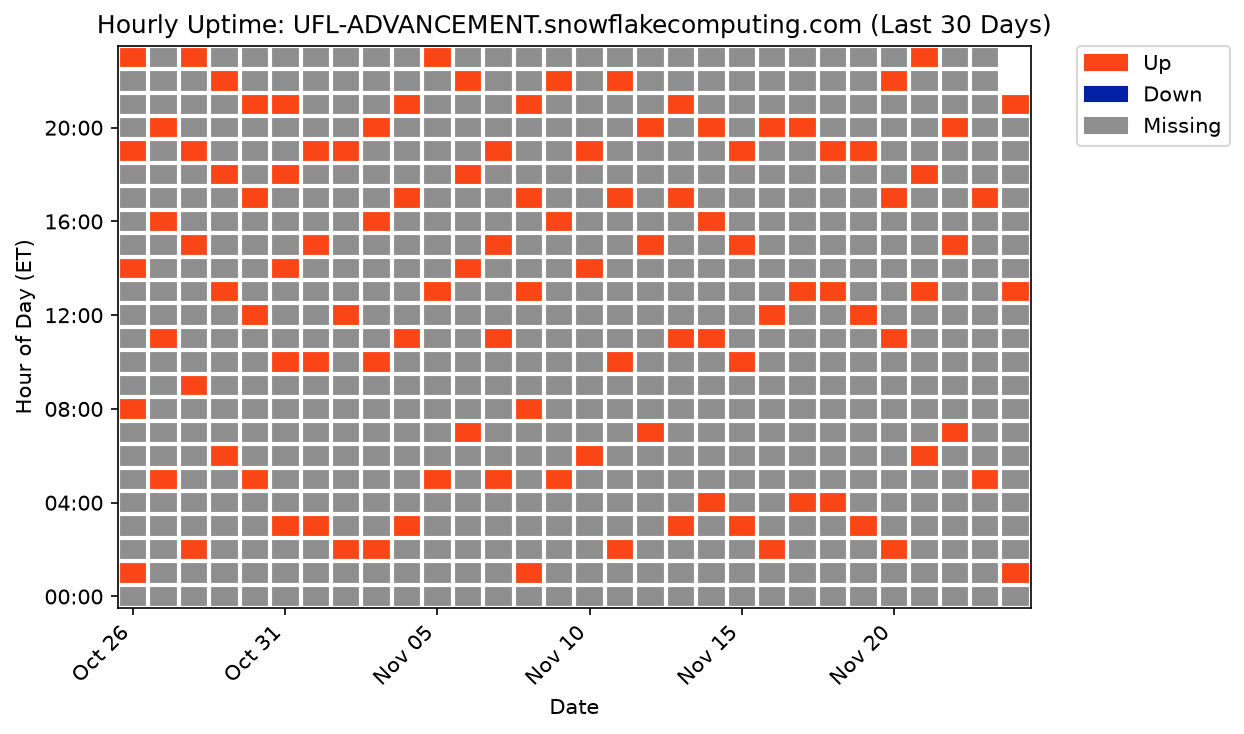 Hourly Uptime: UFL-ADVANCEMENT.snowflakecomputing.com (Last 30 Days)
Up
Down
Missing
Hour of Day (ET)
20:00
16:00
12:00
08:00
04:00
00:00
Oct 26
Oct 31
Nov 05
Nov 10
Nov 15
Nov 20
Date